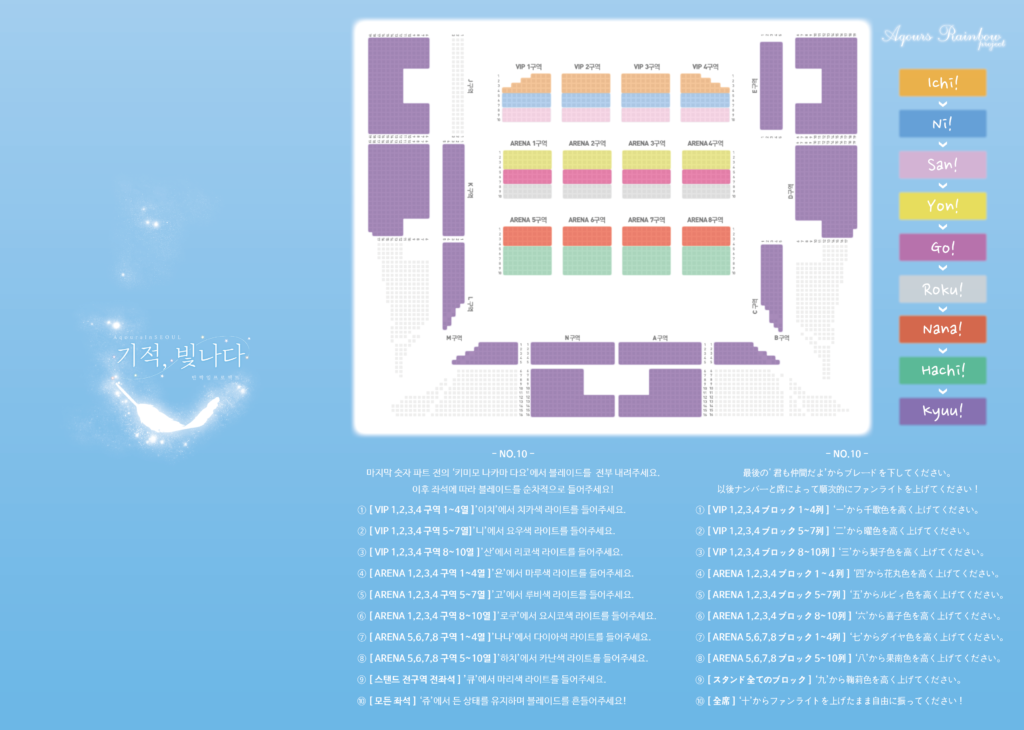 Aqours Rainbow
project
Ichi!
Ni!
San!
Yon!
Go!
Roku!
Nana!
Hachi!
Kyuu!
VIP 1구역
VIP 2구역
VIP 3구역
VIP 4구역
ARENA 1구역
ARENA 2구역
ARENA 3구역
ARENA4구역
ARENA 5구역
ARENA 6구역
ARENA 7구역
ARENA8구역
J구역
K구역
L구역
E구역
D구역
C구역
M구역
N구역
A구역
B구역
기적, 빛나다
- NO.10 -
마지막 숫자 파트 전의 '키미모 나카마 다요'에서 블레이드를 전부 내려주세요.
이후 좌석에 따라 블레이드를 순차적으로 들어주세요!
① [ VIP 1,2,3,4 구역 1~4열 ]'이치'에서 치카색 라이트를 들어주세요.
② [ VIP 1,2,3,4 구역 5~7열]'니'에서 요우색 라이트를 들어주세요.
③ [ VIP 1,2,3,4 구역 8~10열 ]'산'에서 리코색 라이트를 들어주세요.
④ [ ARENA 1,2,3,4 구역 1~4열 ]'욘'에서 마루색 라이트를 들어주세요.
⑤ [ ARENA 1,2,3,4 구역 5~7열 ]'고'에서 루비색 라이트를 들어주세요.
⑥ [ ARENA 1,2,3,4 구역 8~10열 ]'로쿠'에서 요시코색 라이트를 들어주세요.
⑦ [ ARENA 5,6,7,8 구역 1~4열 ]'나나'에서 다이아색 라이트를 들어주세요.
⑧ [ ARENA 5,6,7,8 구역 5~10열 ]'하치'에서 카난색 라이트를 들어주세요.
⑨ [ 스탠드 전구역 전좌석 ] '큐'에서 마리색 라이트를 들어주세요.
⑩ [ 모든 좌석 ] '쥬'에서 든 상태를 유지하며 블레이드를 흔들어주세요!
- NO.10 -
最後の' 君も仲間だよ'からブレードを下してください。
以後ナンバーと席によって順次的にファンライトを上げてください！
① [ VIP 1,2,3,4 ブロック 1~4列 ] '一'から千歌色を高く上げてください。
② [ VIP 1,2,3,4 ブロック 5~7列 ] '二'から曜色を高く上げてください。
③ [ VIP 1,2,3,4 ブロック 8~10列 ] '三'から梨子色を高く上げてください。
④ [ ARENA 1,2,3,4 ブロック 1~4列 ] '四'から花丸色を高く上げてください。
⑤ [ ARENA 1,2,3,4 ブロック 5~7列 ] '五'からルビィ色を高く上げてください。
⑥ [ ARENA 1,2,3,4 ブロック 8~10列 ] '六'から善子色を高く上げてください。
⑦ [ ARENA 5,6,7,8 ブロック 1~4列 ] '七'からダイヤ色を高く上げてください。
⑧ [ ARENA 5,6,7,8 ブロック 5~10列 ] '八'から果南色を高く上げてください。
⑨ [ スタンド 全てのブロック ] '九'から鞠莉色を高く上げてください。
⑩ [ 全席 ] '十'からファンライトを上げたまま自由に振ってください！